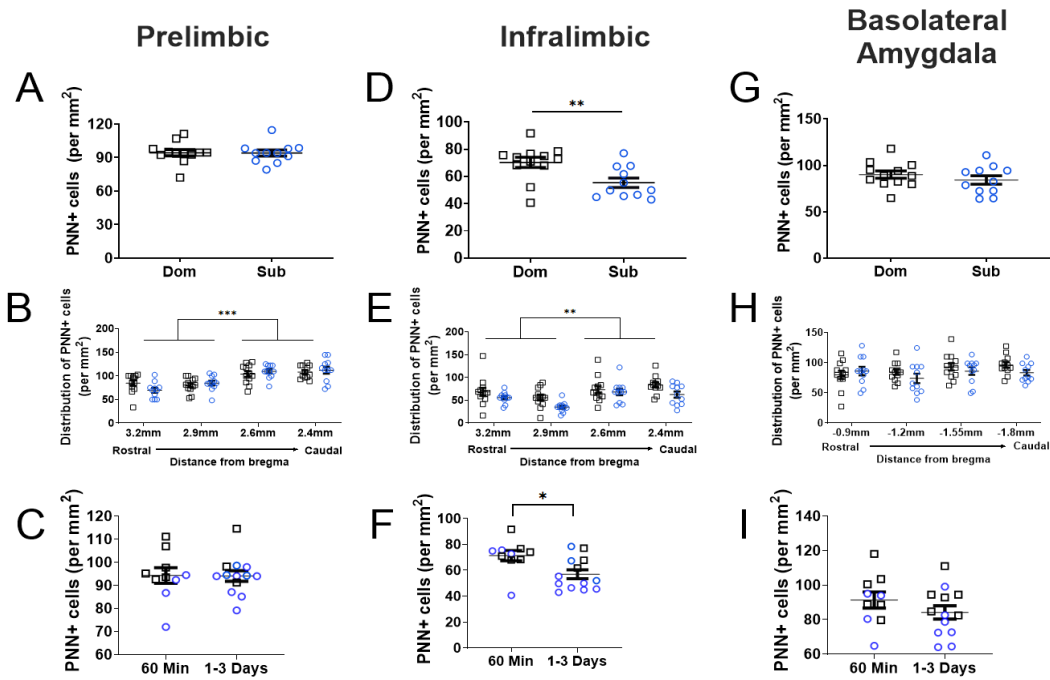 Prelimbic
Infralimbic
Basolateral
Amygdala
A
PNN+ cells (per mm²)
120
90
60
30
0
Dom
Sub
D
PNN+ cells (per mm²)
100
80
60
40
20
0
**
Dom
Sub
G
PNN+ cells (per mm²)
150
100
50
0
Dom
Sub
B
Distribution of PNN+ cells
(per mm²)
200
150
100
50
0
***
3.2mm
2.9mm
2.6mm
2.4mm
Rostral
Caudal
Distance from bregma
E
Distribution of PNN+ cells
(per mm²)
200
150
100
50
0
**
3.2mm
2.9mm
2.6mm
2.4mm
Rostral
Caudal
Distance from bregma
H
Distribution of PNN+ cells
(per mm²)
150
100
50
0
-0.9mm
-1.2mm
-1.55mm
-1.8mm
Rostral
Caudal
Distance from bregma
C
PNN+ cells (per mm²)
120
110
100
90
80
70
60
60 Min
1-3 Days
F
PNN+ cells (per mm²)
100
80
60
40
20
0
*
60 Min
1-3 Days
I
PNN+ cells (per mm²)
140
120
100
80
60
60 Min
1-3 Days